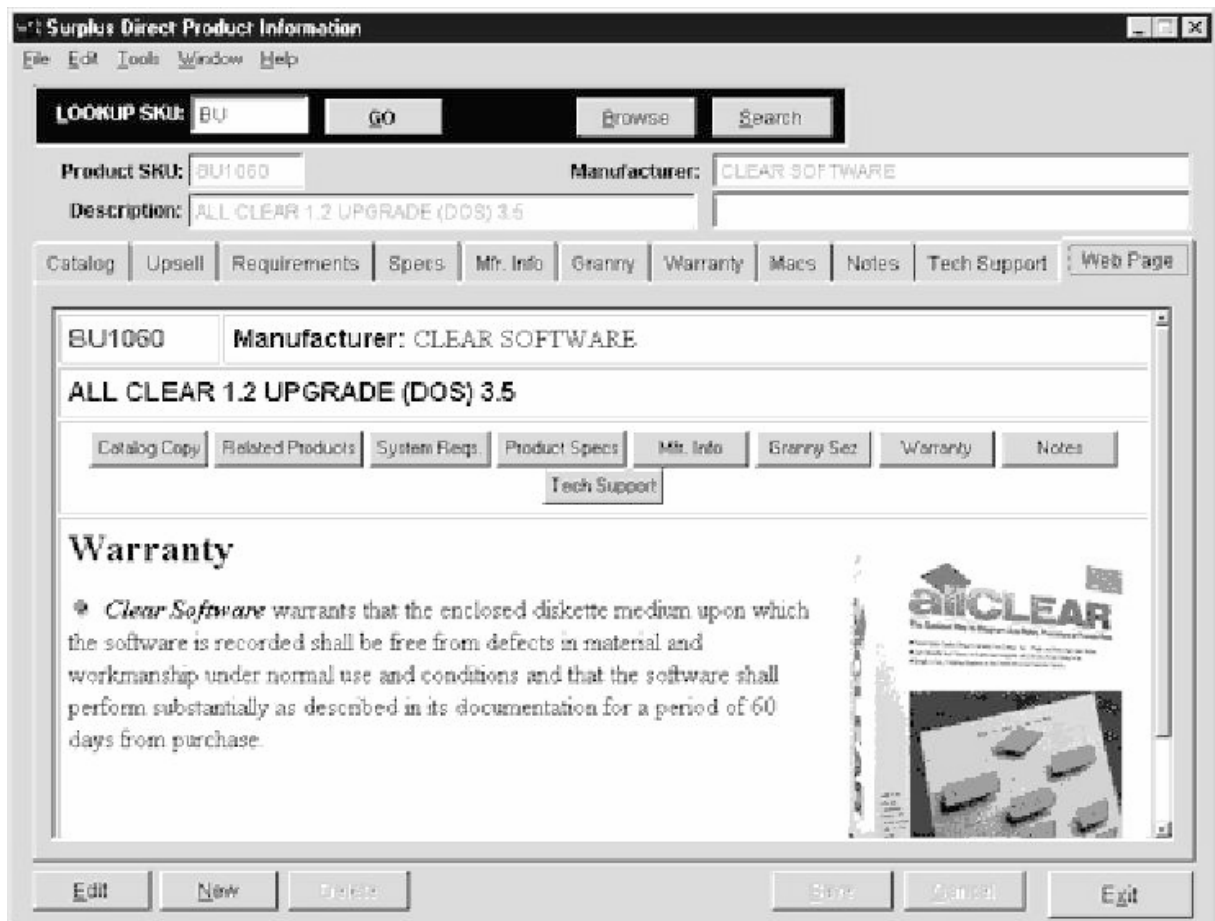 Surplus Direct Product Information
File Edit Tools Window Help
LOOKUP SKU: BU GO Browse Search
Product SKU: BU1060 Manufacturer: CLEAR SOFTWARE
Description: ALL CLEAR 1.2 UPGRADE (DOS) 3.5
Catalog Upsell Requirements Specs Mfr. Info Granny Warranty Macs Notes Tech Support Web Page
BU1060 Manufacturer: CLEAR SOFTWARE
ALL CLEAR 1.2 UPGRADE (DOS) 3.5
Catalog Copy Related Products System Reqs. Product Specs Mfr. Info Granny Sez Warranty Notes
Tech Support
Warranty
Clear Software warrants that the enclosed diskette medium upon which
the software is recorded shall be free from defects in material and
workmanship under normal use and conditions and that the software shall
perform substantially as described in its documentation for a period of 60
days from purchase.
allCLEAR
Edit New Delete Save Cancel Exit